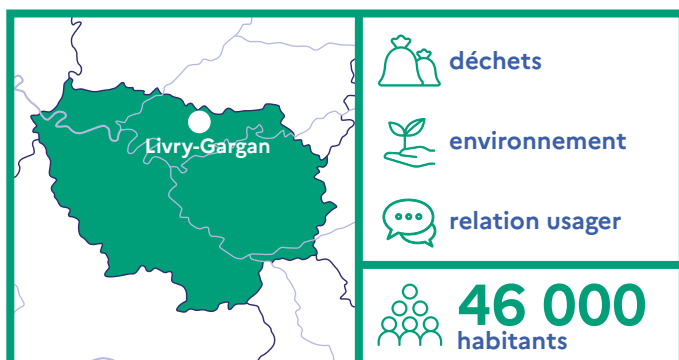 Livry-Gargan
déchets
environnement
relation usager
46 000
habitants